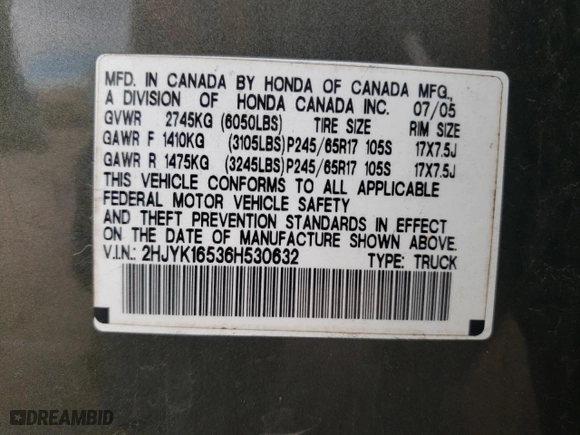 MFD. IN CANADA BY HONDA OF CANADA MFG.,
A DIVISION OF HONDA CANADA INC. 07/05
GVWR 2745KG (6050LBS) TIRE SIZE RIM SIZE
GAWR F 1410KG (3105LBS)P245/65R17 105S 17X7.5J
GAWR R 1475KG (3245LBS)P245/65R17 105S 17X7.5J
THIS VEHICLE CONFORMS TO ALL APPLICABLE
FEDERAL MOTOR VEHICLE SAFETY
AND THEFT PREVENTION STANDARDS IN EFFECT
ON THE DATE OF MANUFACTURE SHOWN ABOVE.
V.I.N.: 2HJYK16536H530632 TYPE: TRUCK
DREAMBID